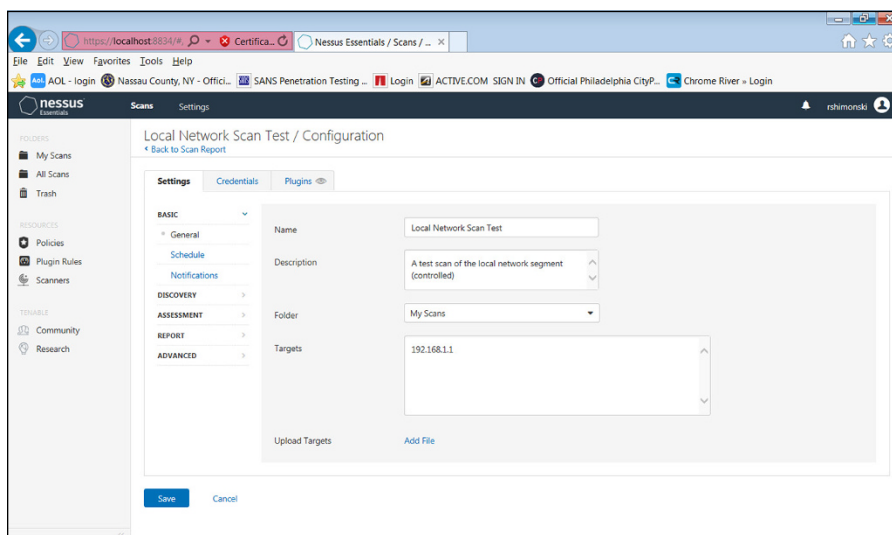 https://localhost:8834/#,
Certifica...
Nessus Essentials / Scans / ...
File Edit View Favorites Tools Help
AOL - login
Nassau County, NY - Offici...
SANS Penetration Testing ...
Login
ACTIVE.COM SIGN IN
Official Philadelphia CityP...
Chrome River » Login
nessus
Essentials
Scans
Settings
rshimonski
FOLDERS
My Scans
All Scans
Trash
RESOURCES
Policies
Plugin Rules
Scanners
TENABLE
Community
Research
Local Network Scan Test / Configuration
Back to Scan Report
Settings
Credentials
Plugins
BASIC
General
Schedule
Notifications
DISCOVERY
ASSESSMENT
REPORT
ADVANCED
Name
Local Network Scan Test
Description
A test scan of the local network segment
(controlled)
Folder
My Scans
Targets
192.168.1.1
Upload Targets
Add File
Save
Cancel